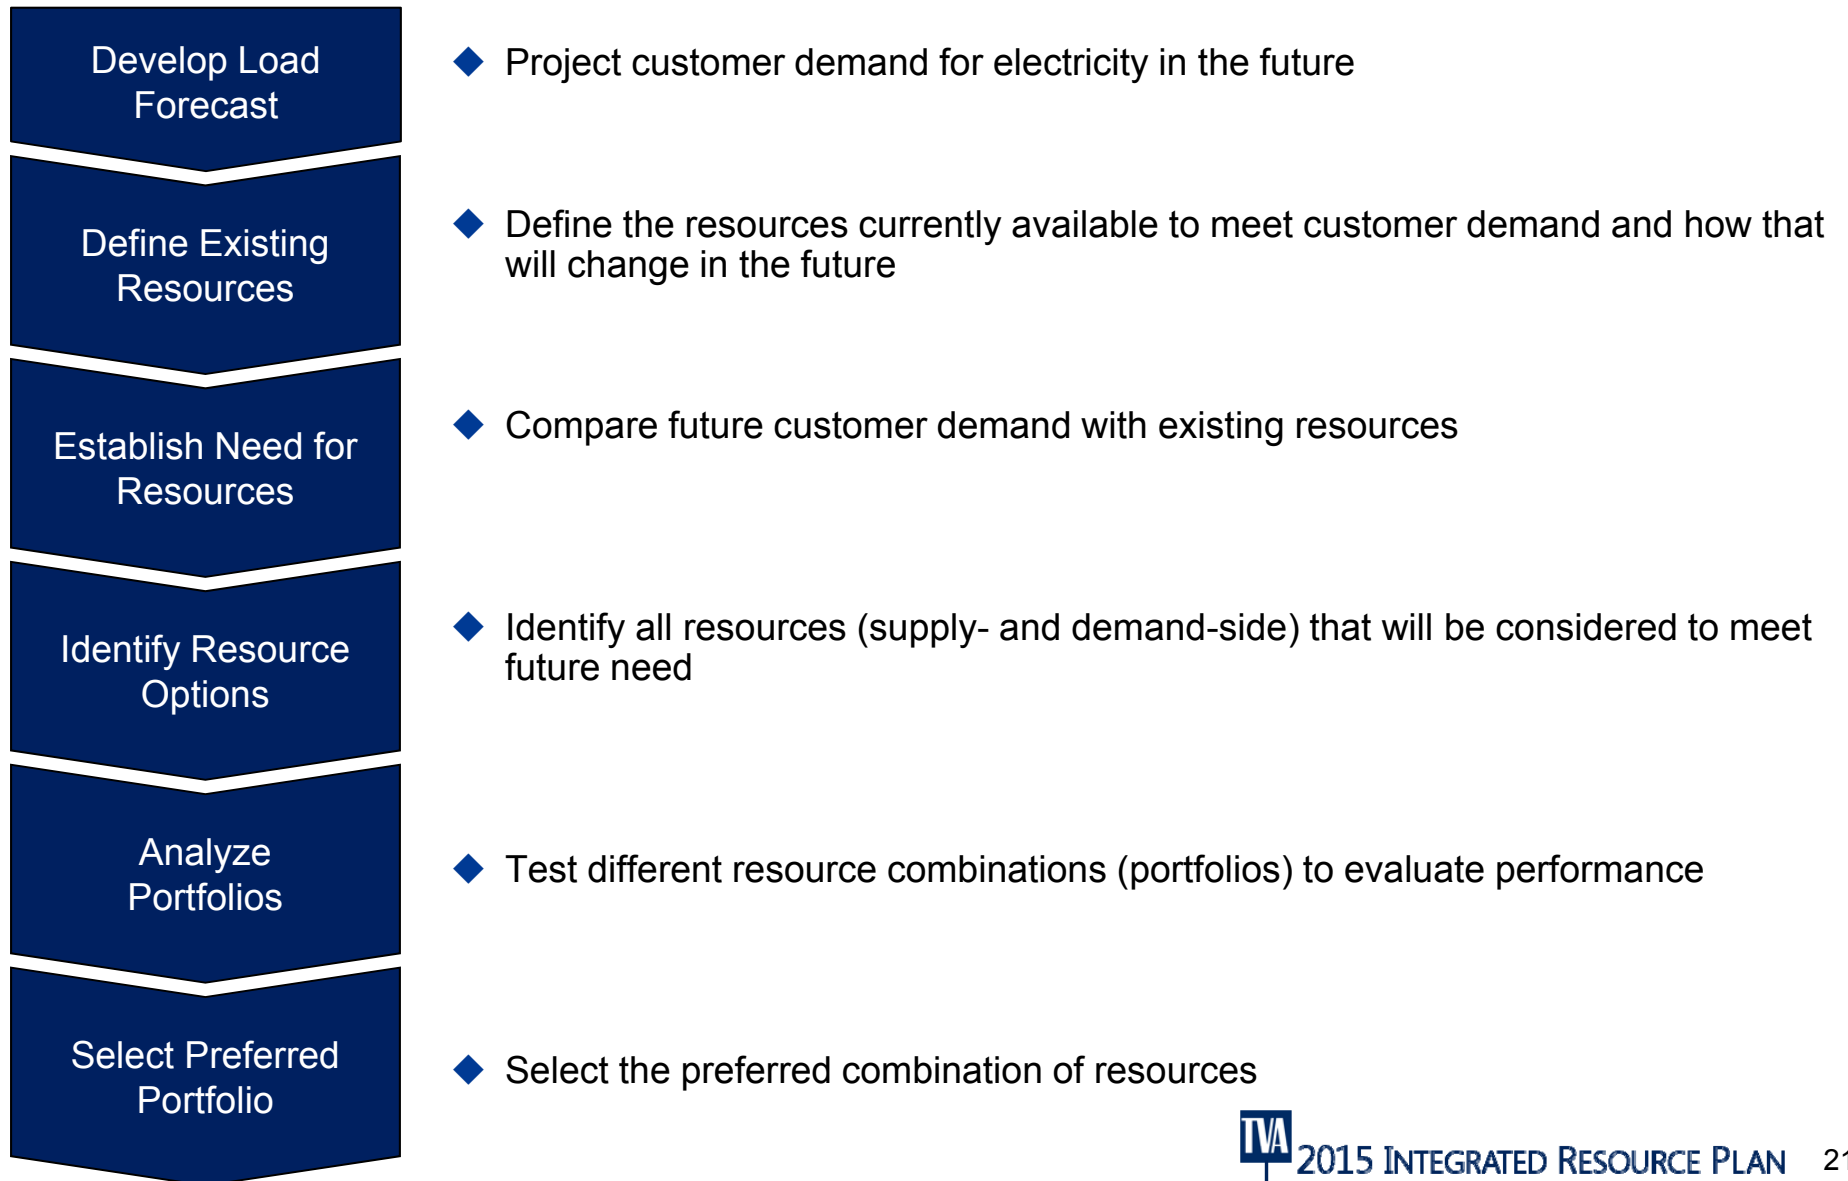 Develop Load
Forecast
Project customer demand for electricity in the future
Define Existing
Resources
Define the resources currently available to meet customer demand and how that
will change in the future
Establish Need for
Resources
Compare future customer demand with existing resources
Identify Resource
Options
Identify all resources (supply- and demand-side) that will be considered to meet
future need
Analyze
Portfolios
Test different resource combinations (portfolios) to evaluate performance
Select Preferred
Portfolio
Select the preferred combination of resources
TVA
2015 INTEGRATED RESOURCE PLAN
21